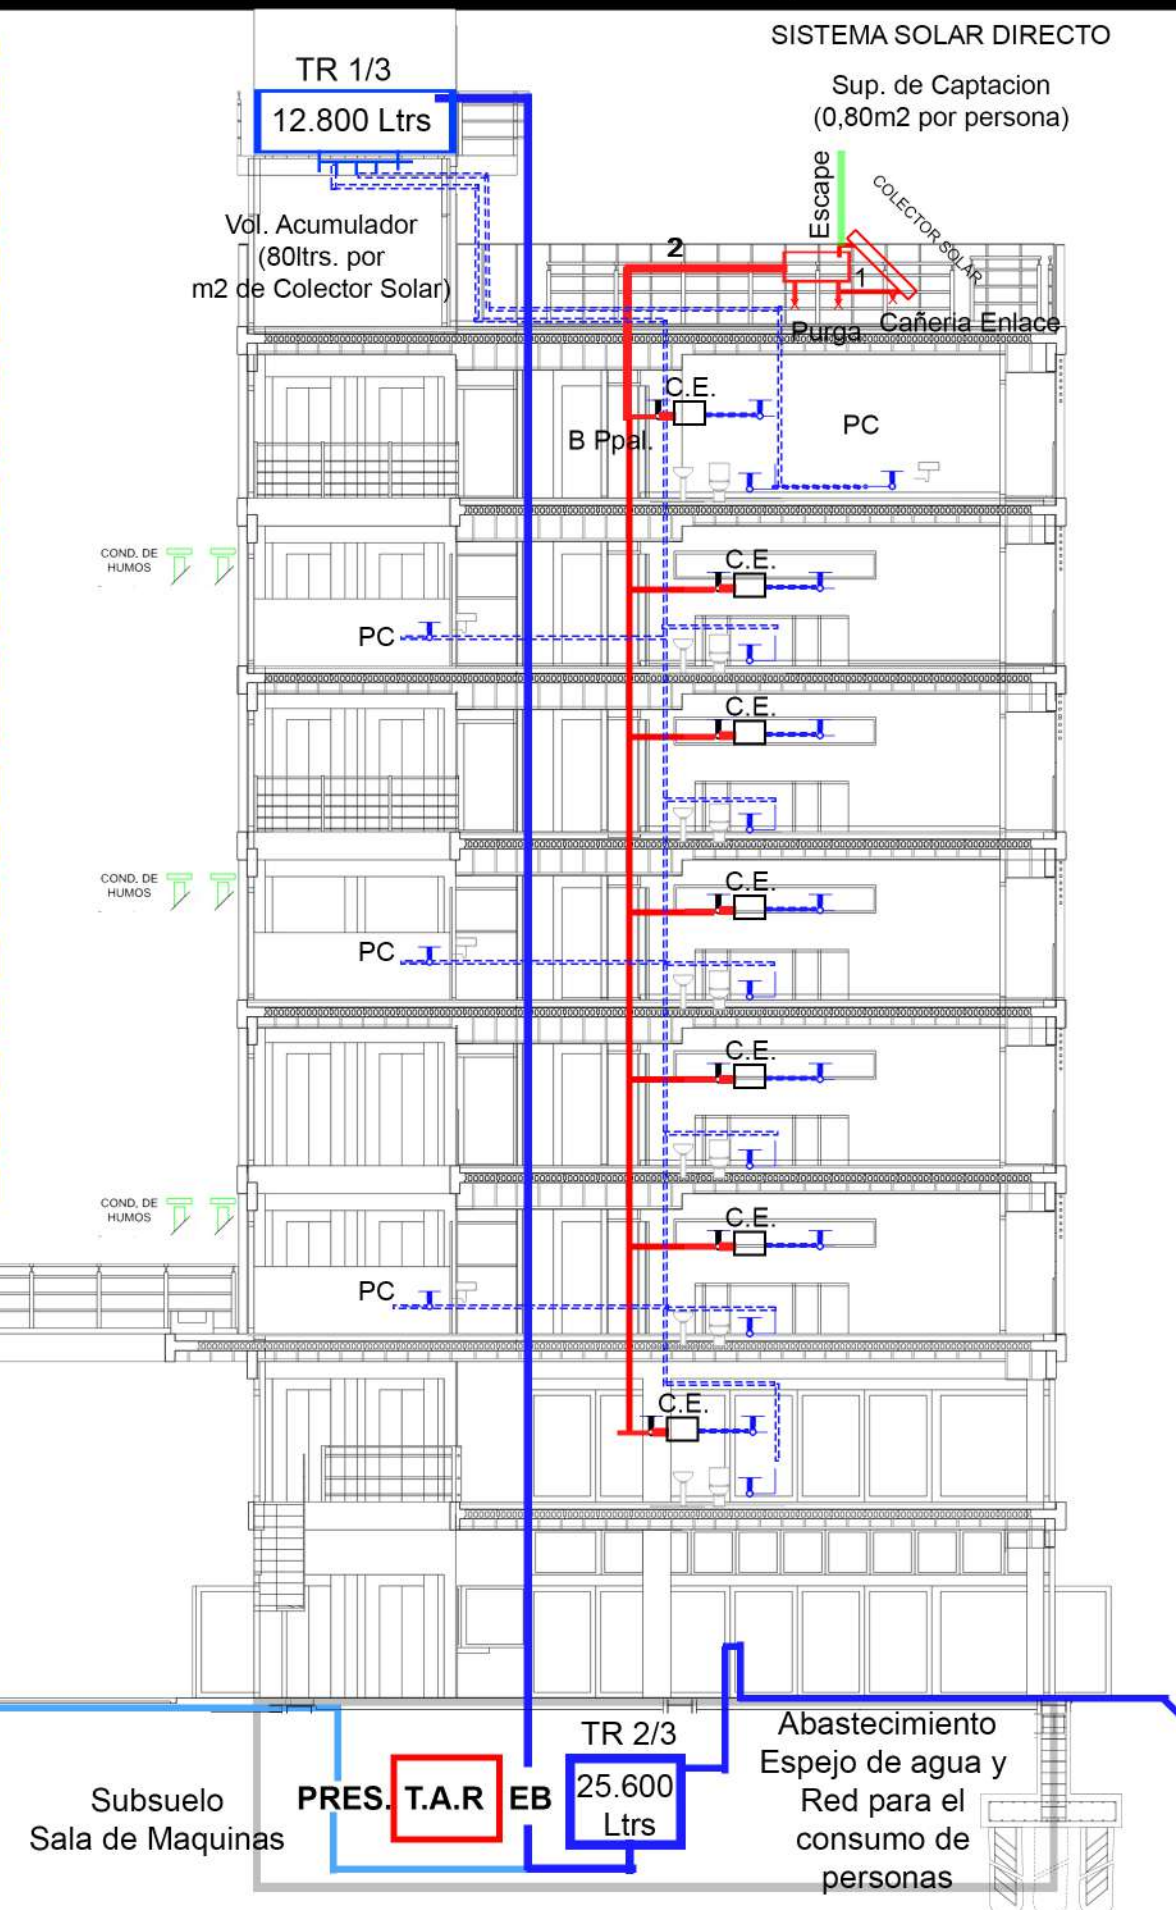 SISTEMA SOLAR DIRECTO
TR 1/3
12.800 Ltrs
Sup. de Captacion
(0,80m2 por persona)
Escape
COLECTOR SOLAR
Vol. Acumulador
(80ltrs. por
m2 de Colector Solar)
2
1
Purga
Cañeria Enlace
C.E.
B Ppal.
PC
COND. DE
HUMOS
C.E.
PC
C.E.
COND. DE
HUMOS
C.E.
PC
C.E.
COND, DE
HUMOS
C.E.
PC
C.E.
TR 2/3
Abastecimiento
Espejo de agua y
Red para el
consumo de
personas
Subsuelo
Sala de Maquinas
PRES.
T.A.R
EB
25.600
Ltrs